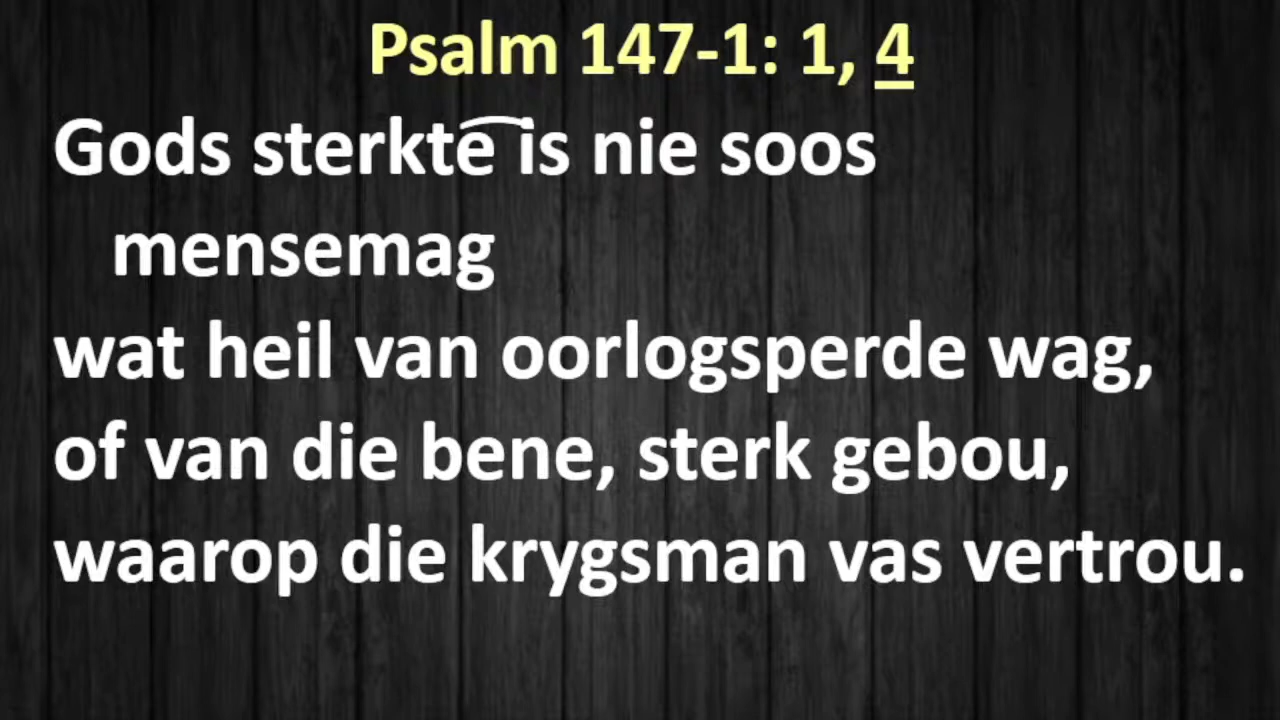 Psalm 147-1: 1, 4
Gods sterkte͡ is nie soos
mensemag
wat heil van oorlogsperde wag,
of van die bene, sterk gebou,
waarop die krygsman vas vertrou.